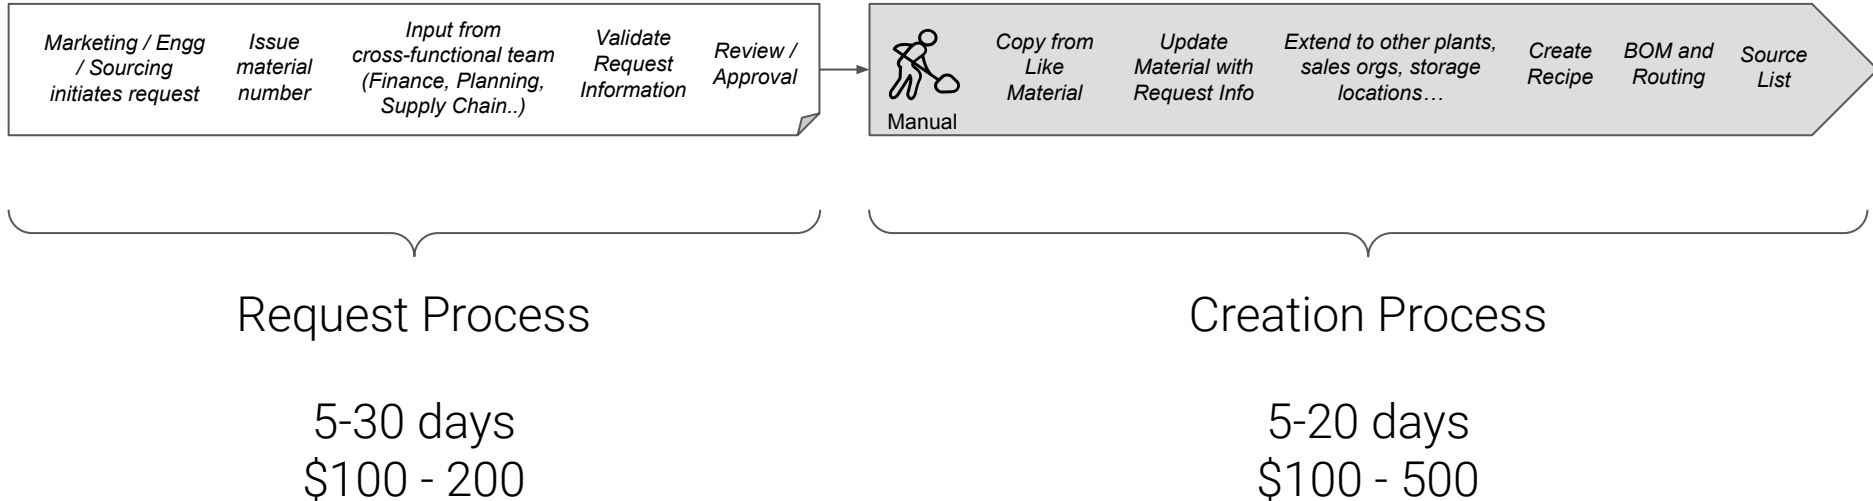 Marketing / Engg
/ Sourcing
initiates request
Issue
material
number
Input from
cross-functional team
(Finance, Planning,
Supply Chain..)
Validate
Request
Information
Review /
Approval
Manual
Copy from
Like
Material
Update
Material with
Request Info
Extend to other plants,
sales orgs, storage
locations…
Create
Recipe
BOM and
Routing
Source
List
Request Process
5-30 days
$100 - 200
Creation Process
5-20 days
$100 - 500